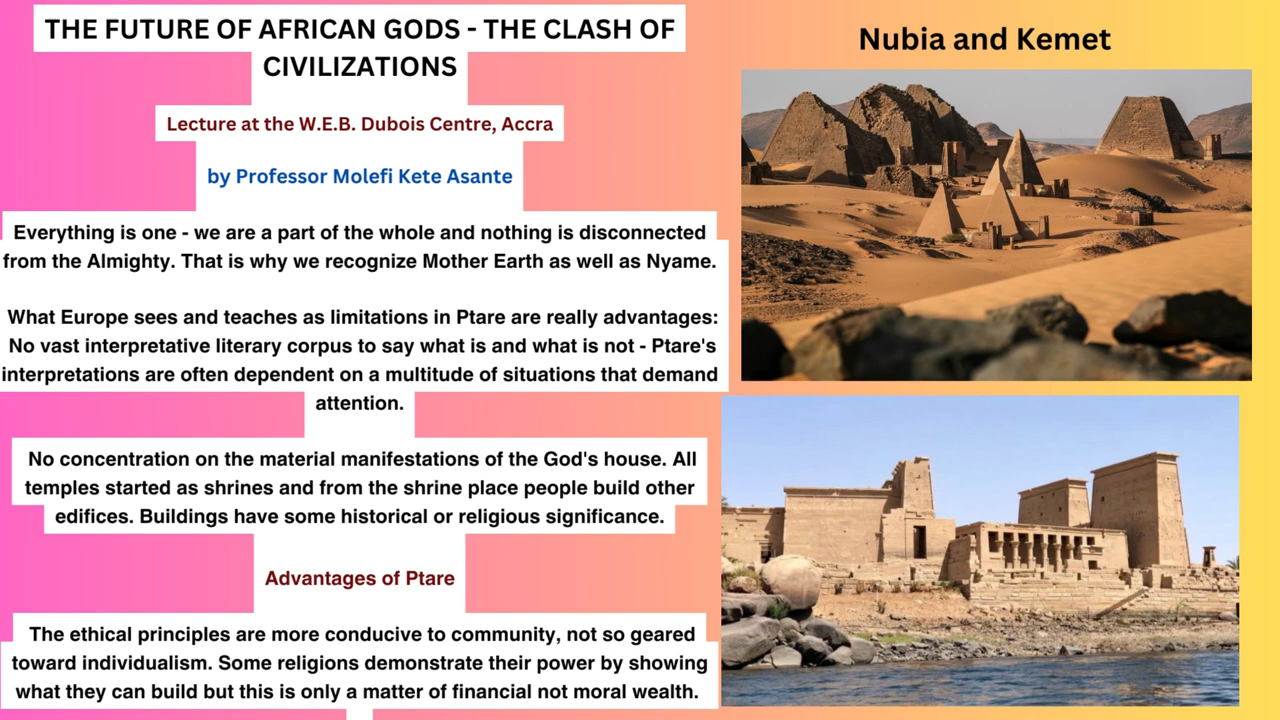 THE FUTURE OF AFRICAN GODS - THE CLASH OF
CIVILIZATIONS
Lecture at the W.E.B. Dubois Centre, Accra
by Professor Molefi Kete Asante
Everything is one - we are a part of the whole and nothing is disconnected
from the Almighty. That is why we recognize Mother Earth as well as Nyame.
What Europe sees and teaches as limitations in Ptare are really advantages:
No vast interpretative literary corpus to say what is and what is not - Ptare's
interpretations are often dependent on a multitude of situations that demand
attention.
No concentration on the material manifestations of the God's house. All
temples started as shrines and from the shrine place people build other
edifices. Buildings have some historical or religious significance.
Advantages of Ptare
The ethical principles are more conducive to community, not so geared
toward individualism. Some religions demonstrate their power by showing
what they can build but this is only a matter of financial not moral wealth.
Nubia and Kemet